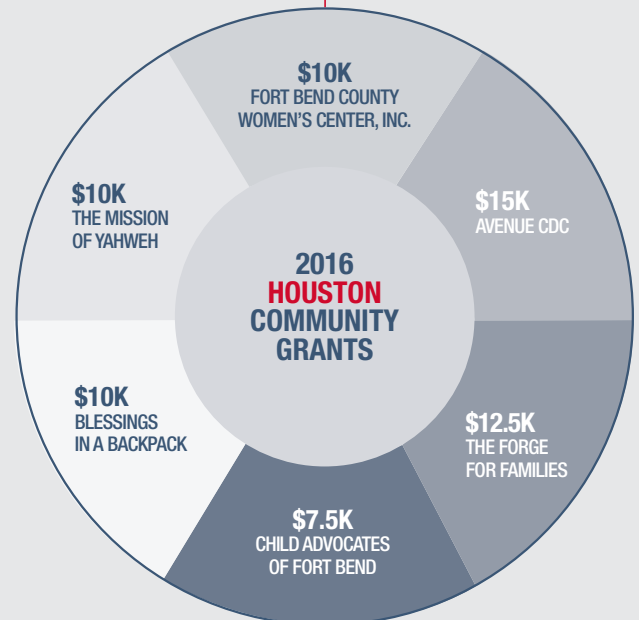 $10K
FORT BEND COUNTY
WOMEN'S CENTER, INC.
$15K
AVENUE CDC
$12.5K
THE FORGE
FOR FAMILIES
$7.5K
CHILD ADVOCATES
OF FORT BEND
$10K
BLESSINGS
IN A BACKPACK
$10K
THE MISSION
OF YAHWEH
2016
HOUSTON
COMMUNITY
GRANTS